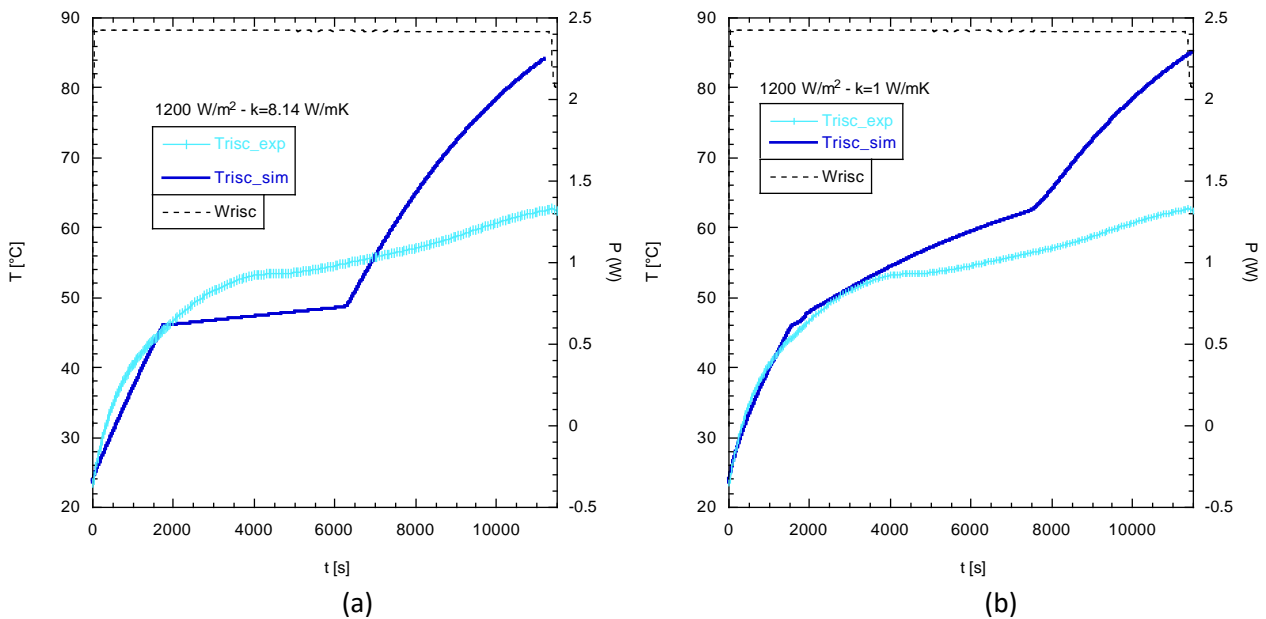 90
80
70
60
50
40
30
20
T [°C]
2.5
2
1.5
1
0.5
0
-0.5
P (W)
1200 W/m² - k=8.14 W/mK
Trisc_exp
Trisc_sim
Wrisc
0 2000 4000 6000 8000 10000
t [s]
(a)
90
80
70
60
50
40
30
20
T [°C]
2.5
2
1.5
1
0.5
0
-0.5
P (W)
1200 W/m² - k=1 W/mK
Trisc_exp
Trisc_sim
Wrisc
0 2000 4000 6000 8000 10000
t [s]
(b)